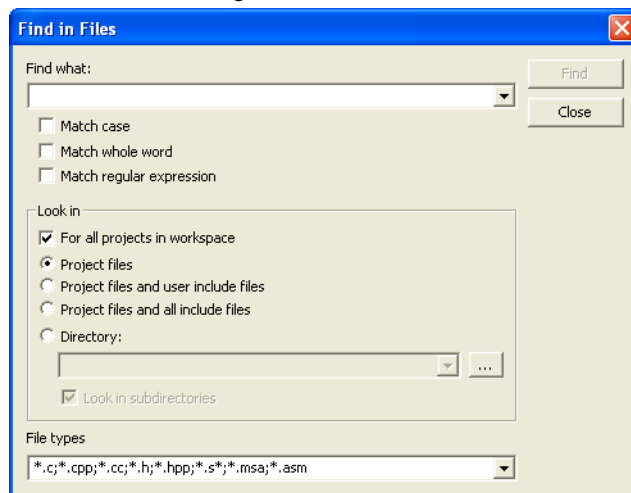 Find in Files
Find what:
Find
Close
Match case
Match whole word
Match regular expression
Look in
For all projects in workspace
Project files
Project files and user include files
Project files and all include files
Directory:
...
Look in subdirectories
File types
*.c;*.cpp;*.cc;*.h;*.hpp;*.s*;*.msa;*.asm